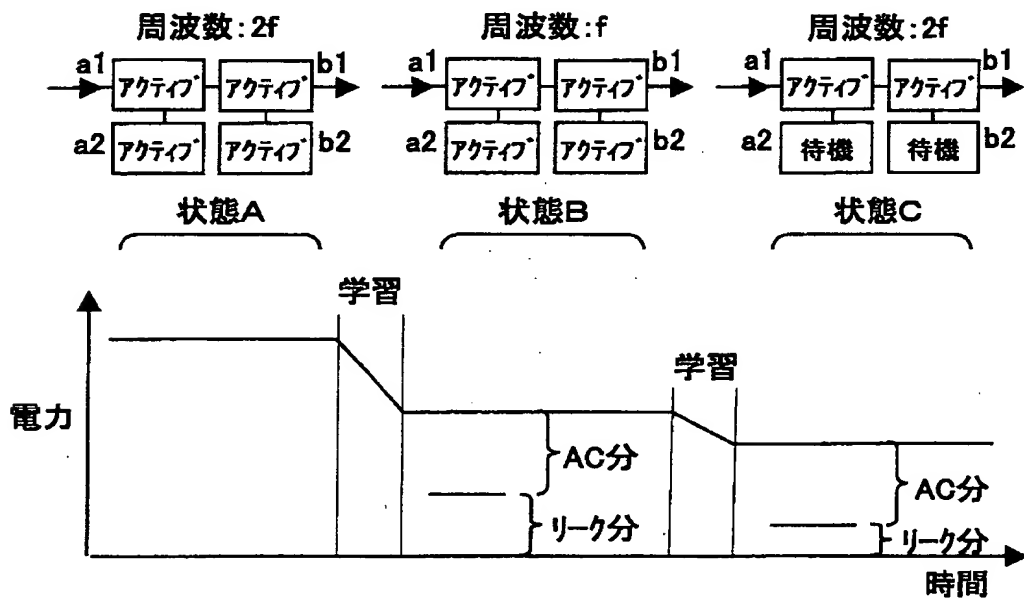 周波数:2f
周波数:f
周波数:2f
a1 アクティブ アクティブ b1
a1 アクティブ アクティブ b1
a1 アクティブ アクティブ b1
a2 アクティブ アクティブ b2
a2 アクティブ アクティブ b2
a2 待機 待機 b2
状態A
状態B
状態C
学習
学習
電力
AC分
リーク分
AC分
リーク分
時間